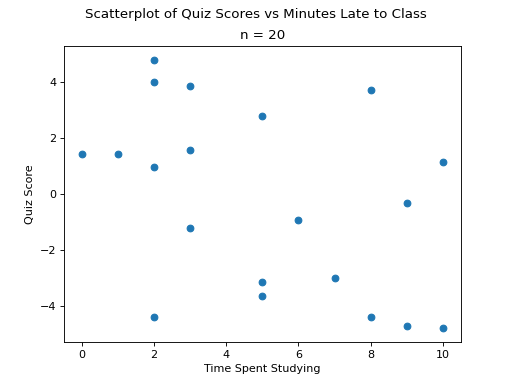 Scatterplot of Quiz Scores vs Minutes Late to Class
n = 20
4
2
0
−2
−4
Quiz Score
0 2 4 6 8 10
Time Spent Studying